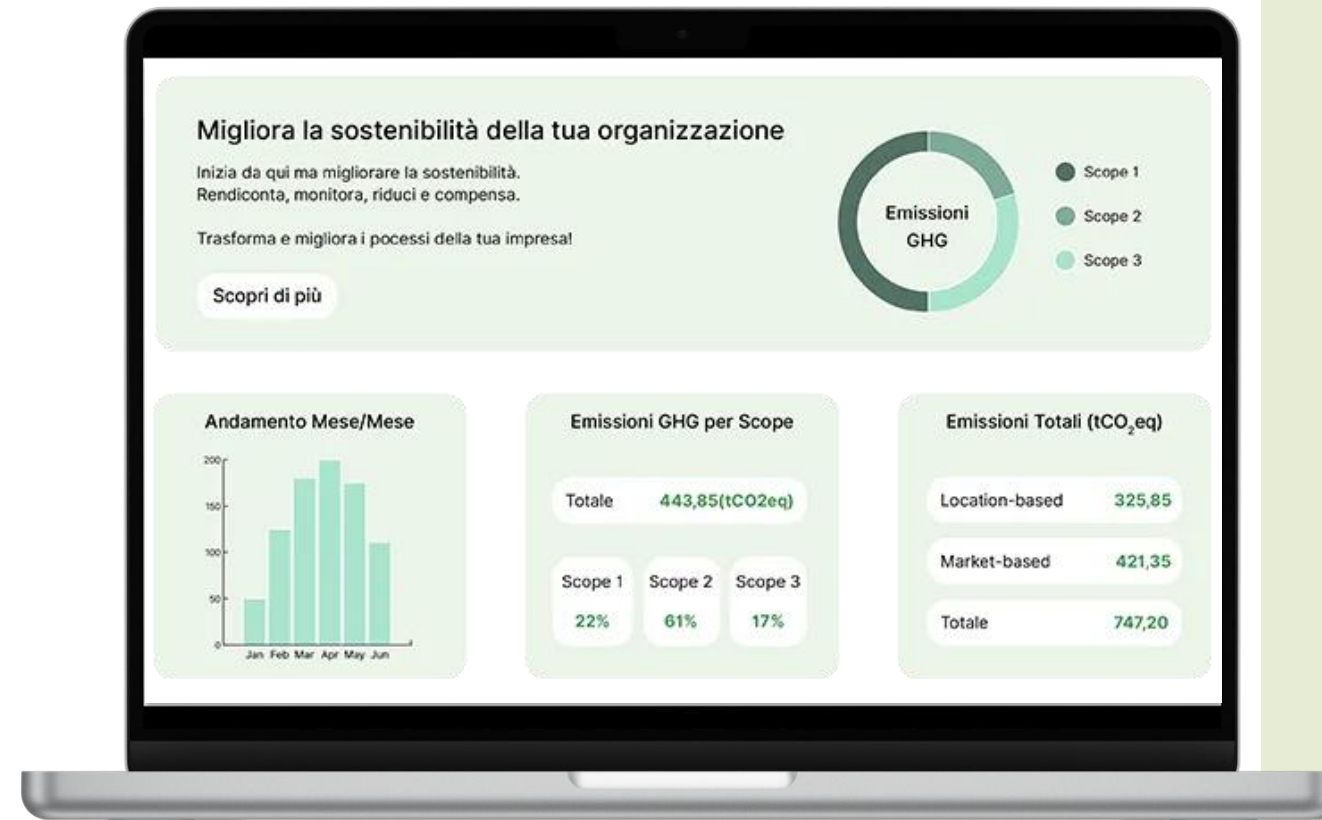 Migliora la sostenibilità della tua organizzazione
Inizia da qui ma migliorare la sostenibilità.
Rendiconta, monitora, riduci e compensa.
Trasforma e migliora i pocessi della tua impresa!
Scopri di più
Emissioni
GHG
Scope 1
Scope 2
Scope 3
Andamento Mese/Mese
200
150
100
50
0
Jan Feb Mar Apr May Jun
Emissioni GHG per Scope
Totale 443,85(tCO2eq)
Scope 1 Scope 2 Scope 3
22% 61% 17%
Emissioni Totali (tCO₂eq)
Location-based 325,85
Market-based 421,35
Totale 747,20